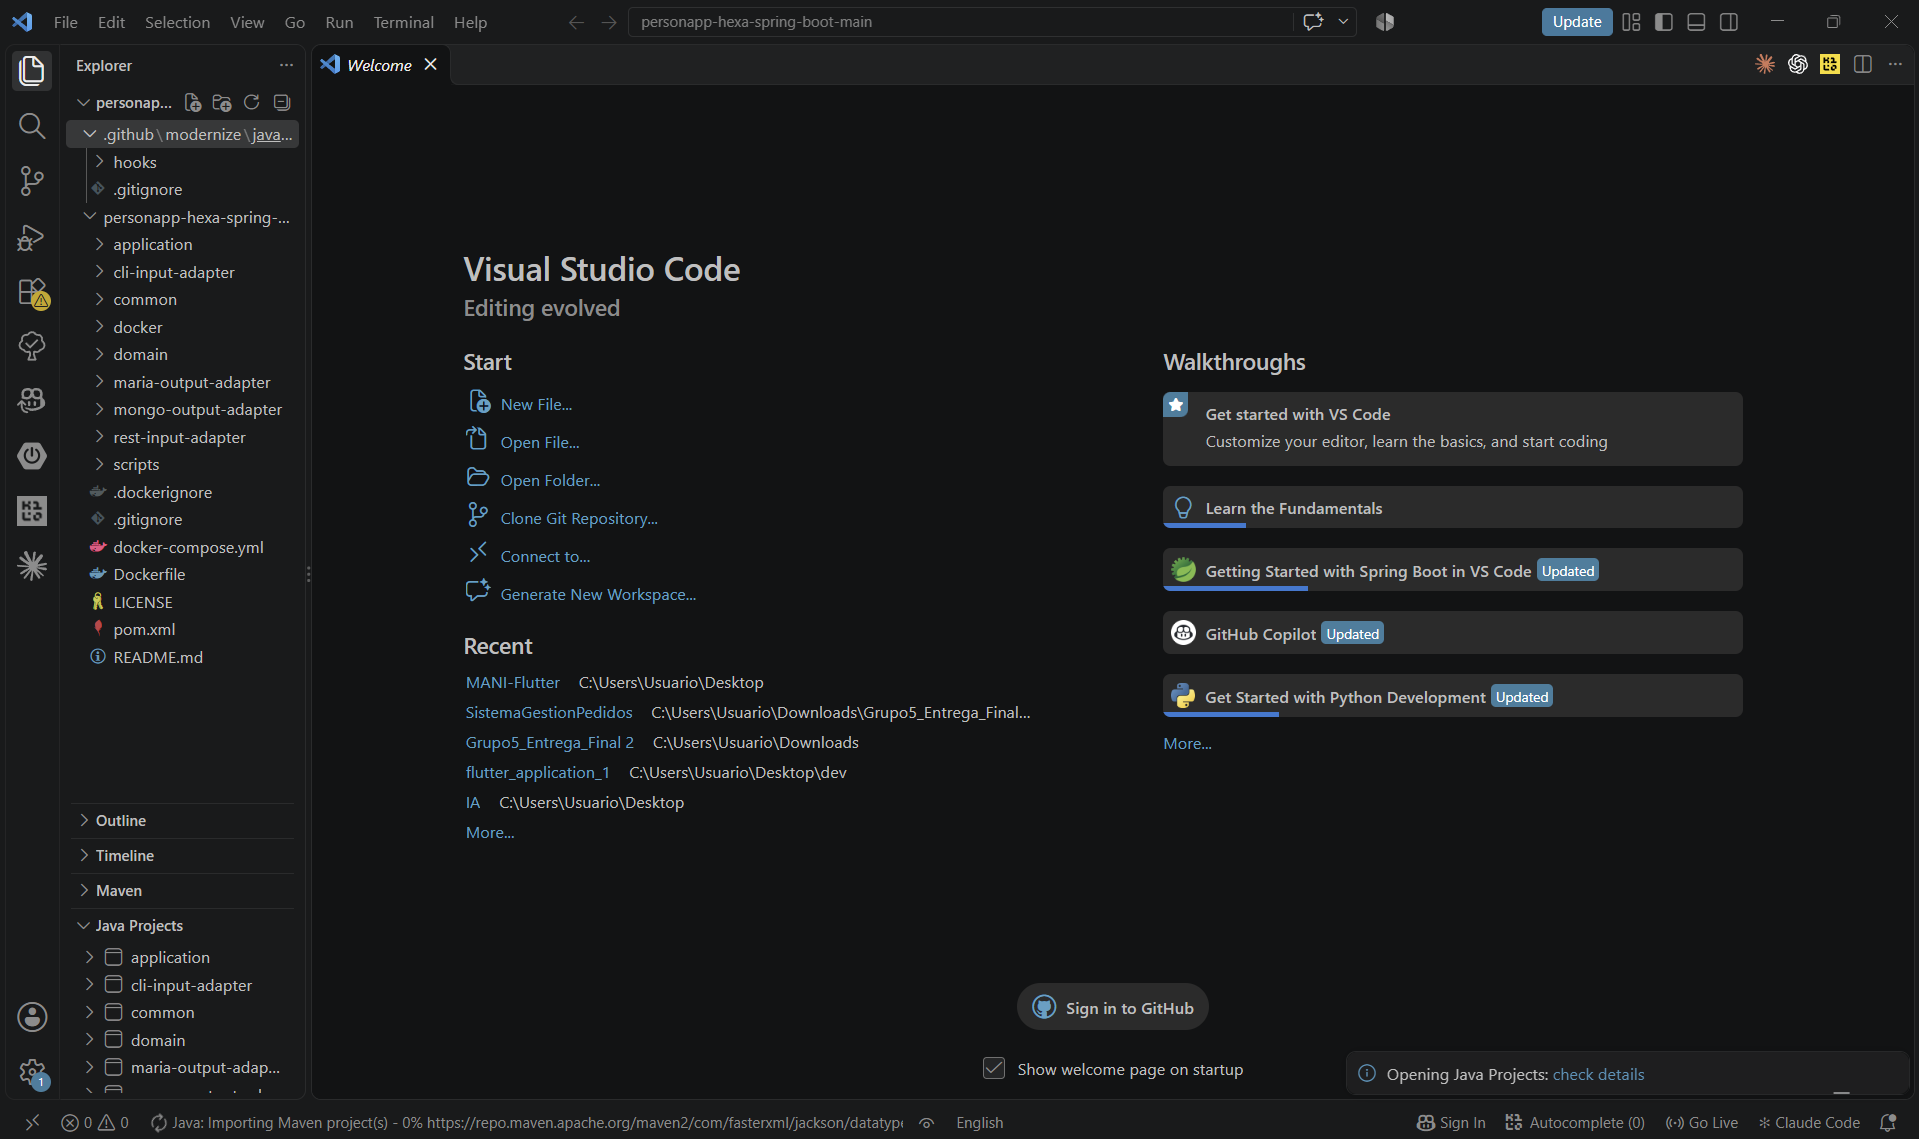 File Edit Selection View Go Run Terminal Help
personapp-hexa-spring-boot-main
Update
Explorer
personap...
.github\modernize\java...
hooks
.gitignore
personapp-hexa-spring-...
application
cli-input-adapter
common
docker
domain
maria-output-adapter
mongo-output-adapter
rest-input-adapter
scripts
.dockerignore
.gitignore
docker-compose.yml
Dockerfile
LICENSE
pom.xml
README.md
Outline
Timeline
Maven
Java Projects
application
cli-input-adapter
common
domain
maria-output-adap...
Welcome
Visual Studio Code
Editing evolved
Start
New File...
Open File...
Open Folder...
Clone Git Repository...
Connect to...
Generate New Workspace...
Recent
MANI-Flutter C:\Users\Usuario\Desktop
SistemaGestionPedidos C:\Users\Usuario\Downloads\Grupo5_Entrega_Final...
Grupo5_Entrega_Final 2 C:\Users\Usuario\Downloads
flutter_application_1 C:\Users\Usuario\Desktop\dev
IA C:\Users\Usuario\Desktop
More...
Walkthroughs
Get started with VS Code
Customize your editor, learn the basics, and start coding
Learn the Fundamentals
Getting Started with Spring Boot in VS Code Updated
GitHub Copilot Updated
Get Started with Python Development Updated
More...
Sign in to GitHub
Show welcome page on startup
Opening Java Projects: check details
1
0 0 Java: Importing Maven project(s) - 0% https://repo.maven.apache.org/maven2/com/fasterxml/jackson/datatype English Sign In Autocomplete (0) Go Live Claude Code